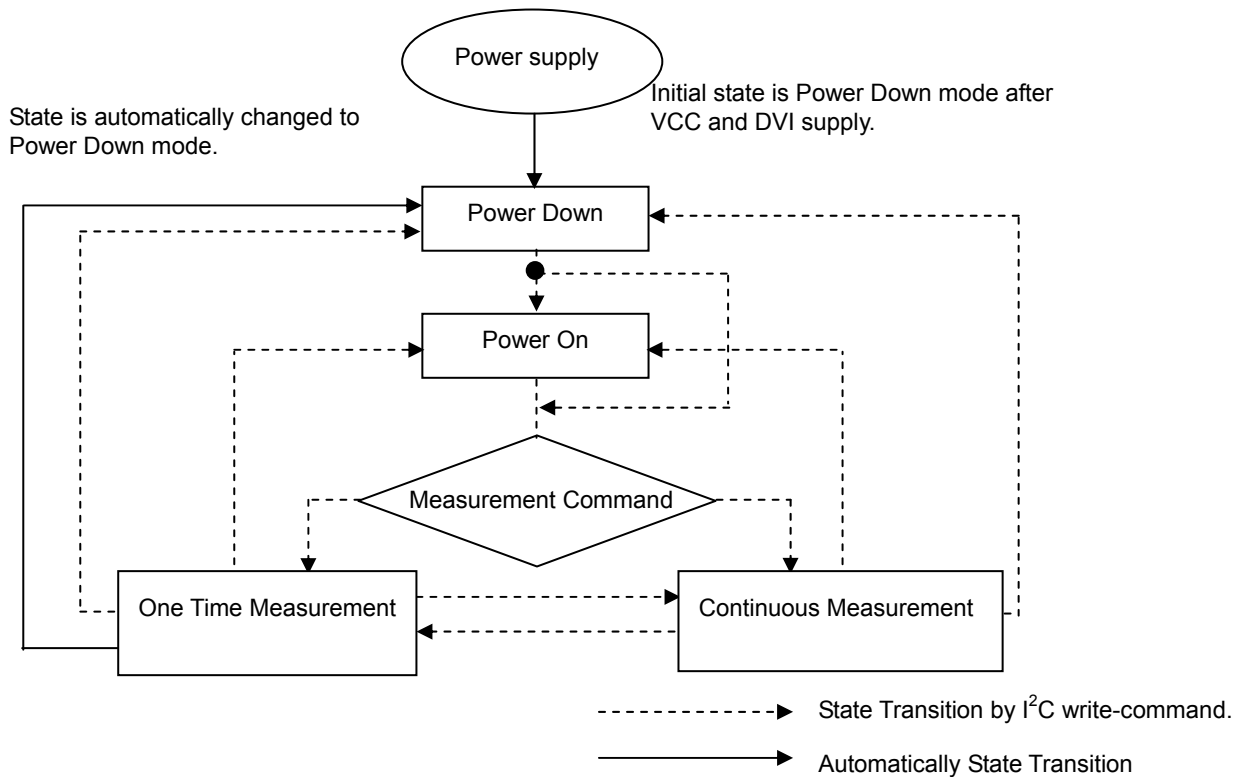 Power supply
Initial state is Power Down mode after
VCC and DVI supply.
State is automatically changed to
Power Down mode.
Power Down
Power On
Measurement Command
One Time Measurement
Continuous Measurement
State Transition by I²C write-command.
Automatically State Transition